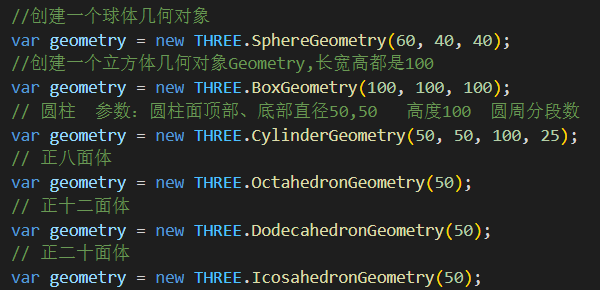 //创建一个球体几何对象
var geometry = new THREE.SphereGeometry(60, 40, 40);
//创建一个立方体几何对象Geometry,长宽高都是100
var geometry = new THREE.BoxGeometry(100, 100, 100);
// 圆柱  参数：圆柱面顶部、底部直径50,50   高度100  圆周分段数
var geometry = new THREE.CylinderGeometry(50, 50, 100, 25);
// 正八面体
var geometry = new THREE.OctahedronGeometry(50);
// 正十二面体
var geometry = new THREE.DodecahedronGeometry(50);
// 正二十面体
var geometry = new THREE.IcosahedronGeometry(50);